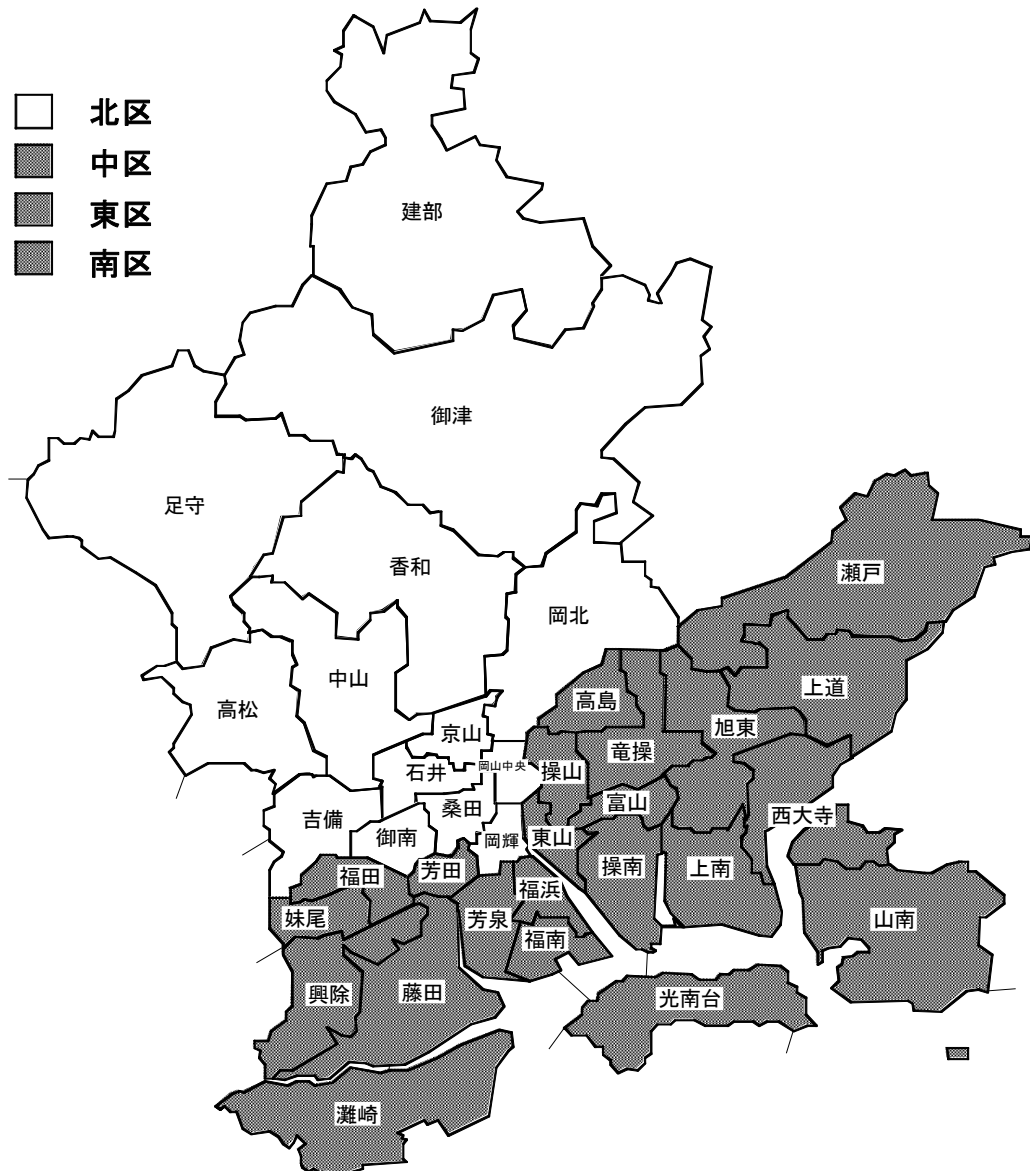 北区
中区
東区
南区
建部
御津
足守
香和
岡北
瀬戸
中山
高松
高島
上道
京山
旭東
竜操
石井
岡山中央
操山
富山
桑田
吉備
御南
岡輝
東山
西大寺
福田
芳田
操南
上南
福浜
妹尾
芳泉
山南
福南
興除
藤田
光南台
灘崎